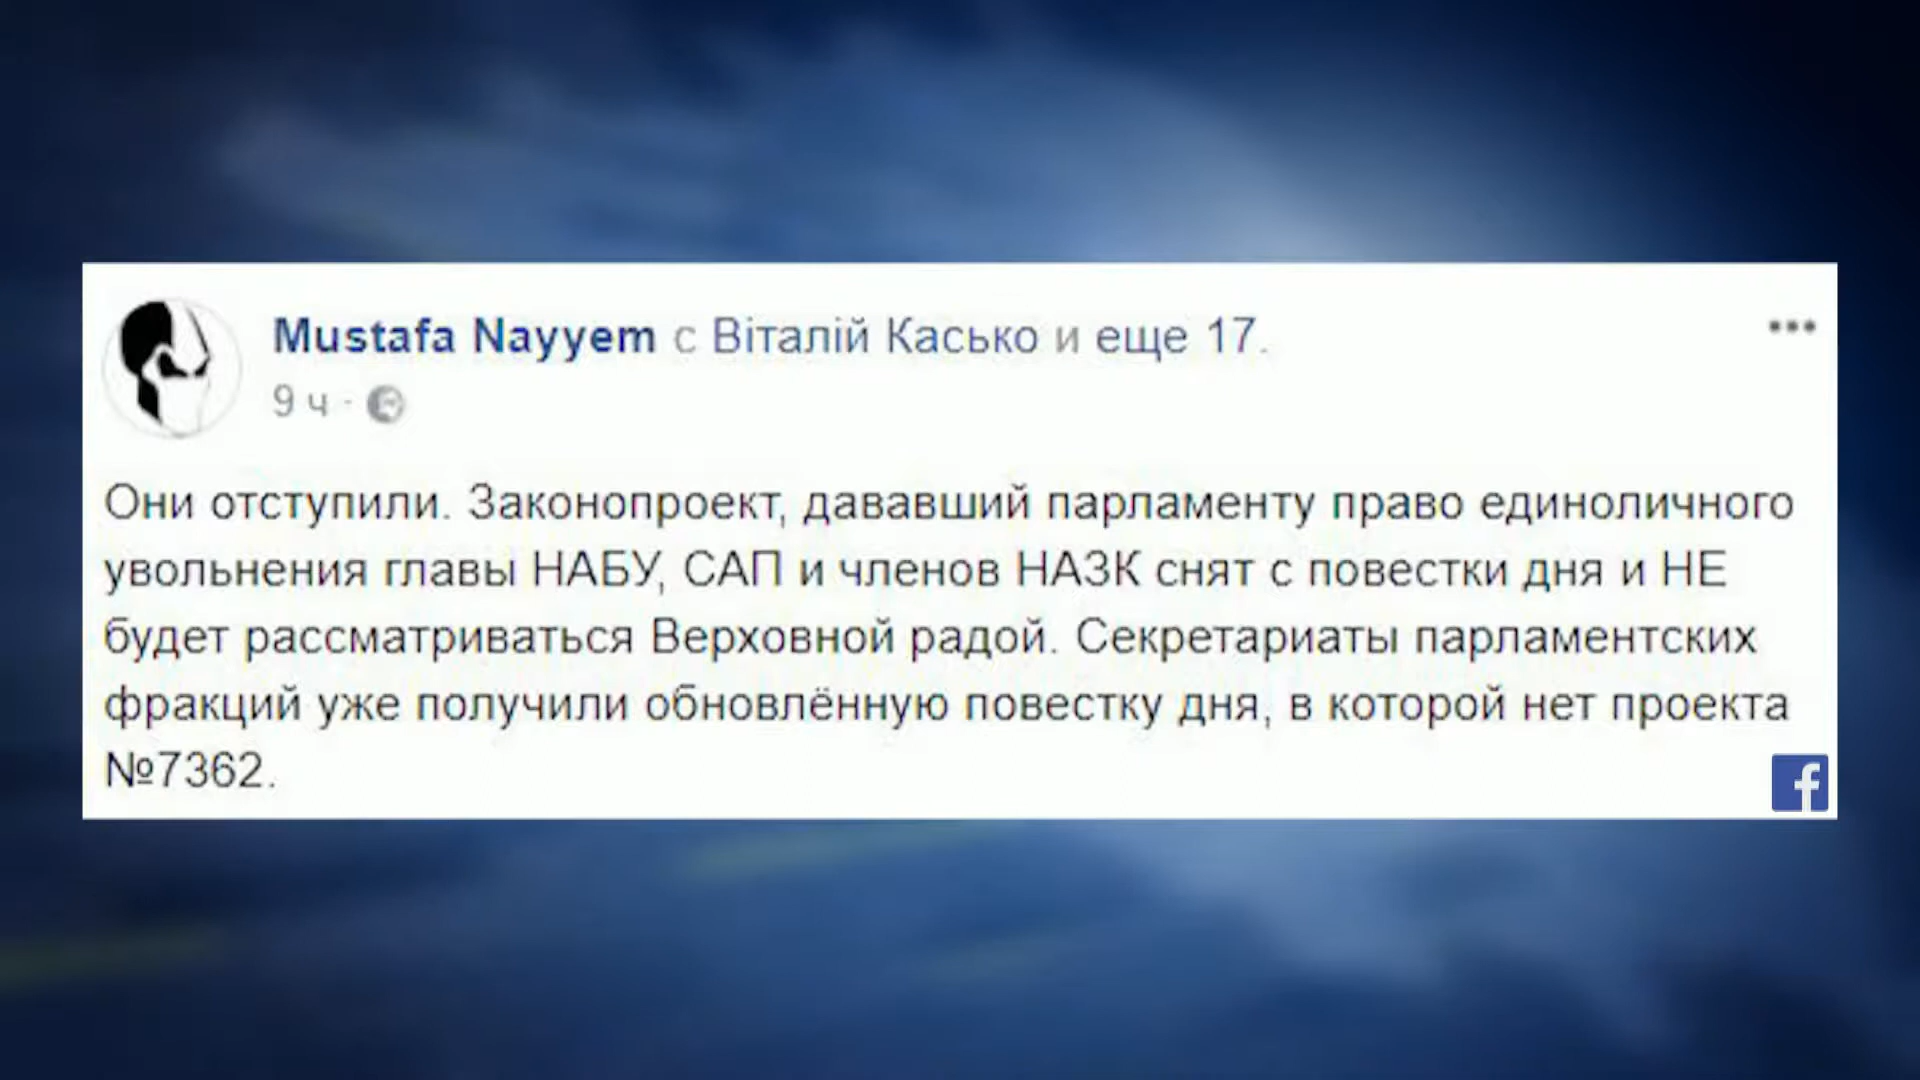 Mustafa Nayyem с Віталій Касько и еще 17.
9 ч ·
Они отступили. Законопроект, дававший парламенту право единоличного
увольнения главы НАБУ, САП и членов НАЗК снят с повестки дня и НЕ
будет рассматриваться Верховной радой. Секретариаты парламентских
фракций уже получили обновлённую повестку дня, в которой нет проекта
№7362.